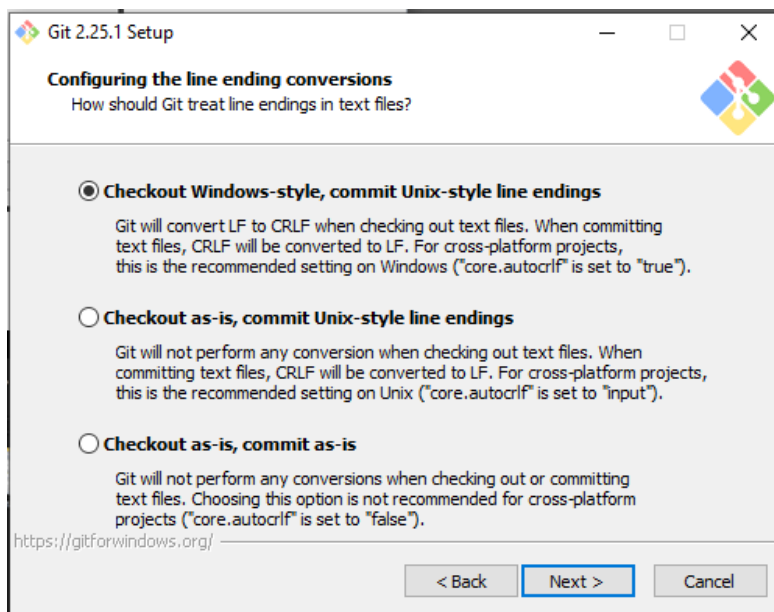 Git 2.25.1 Setup
Configuring the line ending conversions
How should Git treat line endings in text files?
Checkout Windows-style, commit Unix-style line endings
Git will convert LF to CRLF when checking out text files. When committing
text files, CRLF will be converted to LF. For cross-platform projects,
this is the recommended setting on Windows ("core.autocrlf" is set to "true").
Checkout as-is, commit Unix-style line endings
Git will not perform any conversion when checking out text files. When
committing text files, CRLF will be converted to LF. For cross-platform projects,
this is the recommended setting on Unix ("core.autocrlf" is set to "input").
Checkout as-is, commit as-is
Git will not perform any conversions when checking out or committing
text files. Choosing this option is not recommended for cross-platform
projects ("core.autocrlf" is set to "false").
https://gitforwindows.org/
< Back Next > Cancel